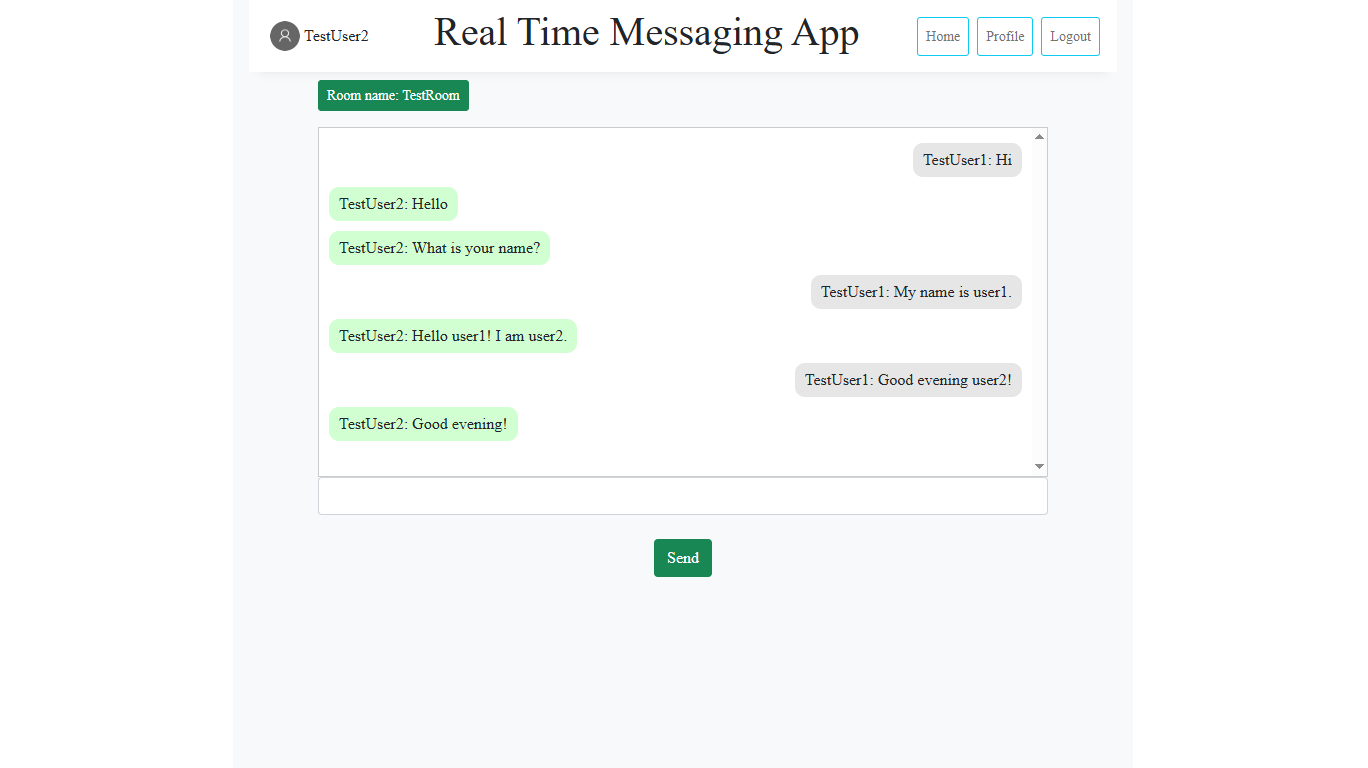 TestUser2
Real Time Messaging App
Home
Profile
Logout
Room name: TestRoom
TestUser1: Hi
TestUser2: Hello
TestUser2: What is your name?
TestUser1: My name is user1.
TestUser2: Hello user1! I am user2.
TestUser1: Good evening user2!
TestUser2: Good evening!
Send